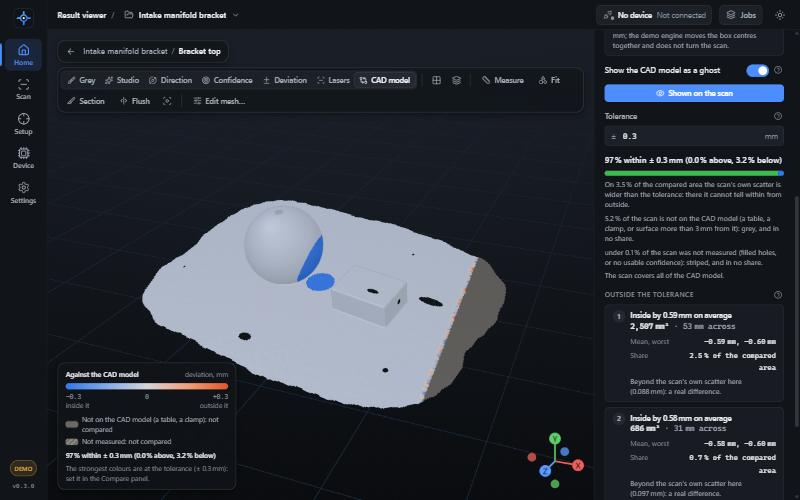 Result viewer / Intake manifold bracket
No device Not connected
Jobs
Home
Scan
Setup
Device
Settings
DEMO
v0.3.0
Intake manifold bracket / Bracket top
Grey Studio Direction Confidence Deviation Lasers CAD model Measure Fit
Section Flush Edit mesh...
Against the CAD model deviation, mm
−0.3 0 +0.3
inside it outside it
Not on the CAD model (a table, a clamp): not
compared
Not measured: not compared
97% within ± 0.3 mm (0.0% above, 3.2% below)
The strongest colours are at the tolerance (± 0.3 mm):
set it in the Compare panel.
Y
X
Z
mm; the demo engine moves the box centres
together and does not turn the scan.
Show the CAD model as a ghost
Shown on the scan
Tolerance
± 0.3 mm
97% within ± 0.3 mm (0.0% above, 3.2% below)
On 3.5% of the compared area the scan's own scatter is
wider than the tolerance: there it cannot tell within from
outside.
5.2% of the scan is not on the CAD model (a table, a
clamp, or surface more than 3 mm from it): grey, and in
no share.
under 0.1% of the scan was not measured (filled holes,
or no usable confidence): striped, and in no share.
The scan covers all of the CAD model.
OUTSIDE THE TOLERANCE
1 Inside by 0.59 mm on average
2,507 mm² · 53 mm across
Mean, worst −0.59 mm, −0.60 mm
Share 2.5% of the compared
area
Beyond the scan's own scatter here
(0.088 mm): a real difference.
2 Inside by 0.58 mm on average
686 mm² · 31 mm across
Mean, worst −0.58 mm, −0.60 mm
Share 0.7% of the compared
area
Beyond the scan's own scatter here
(0.097 mm): a real difference.